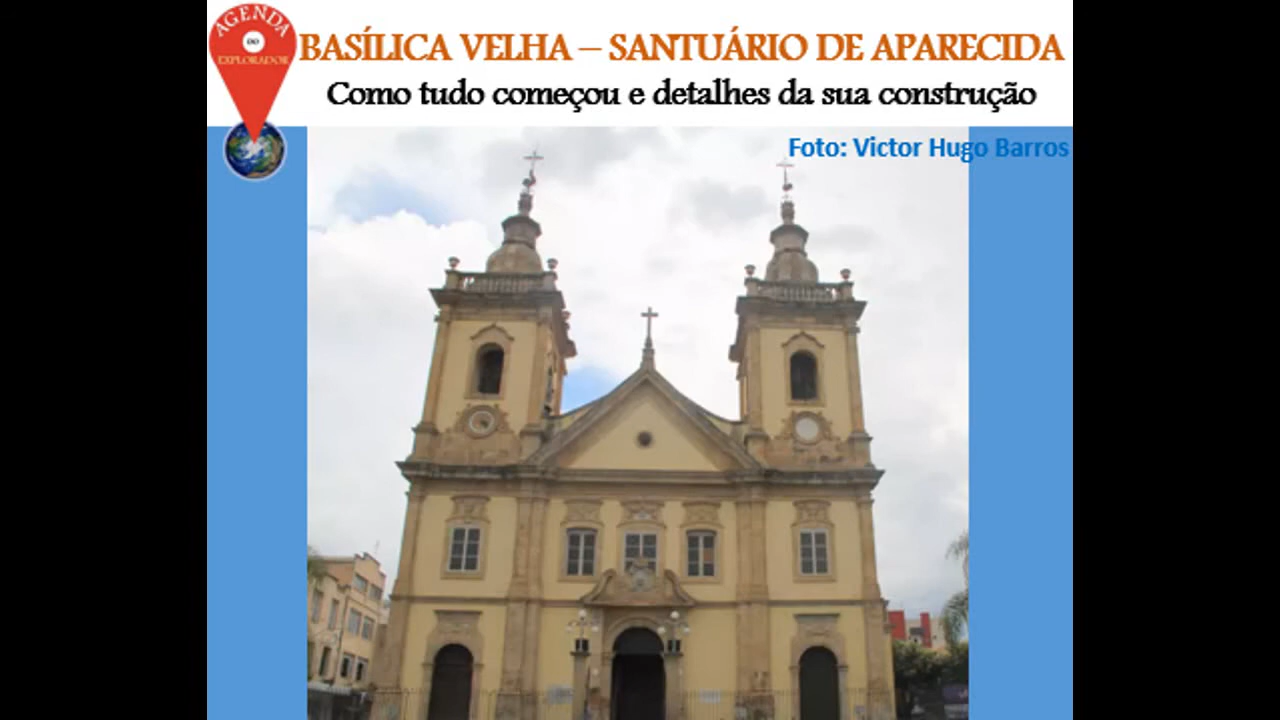 AGENDA
DO
EXPLORADOR
BASÍLICA VELHA – SANTUÁRIO DE APARECIDA
Como tudo começou e detalhes da sua construção
Foto: Victor Hugo Barros